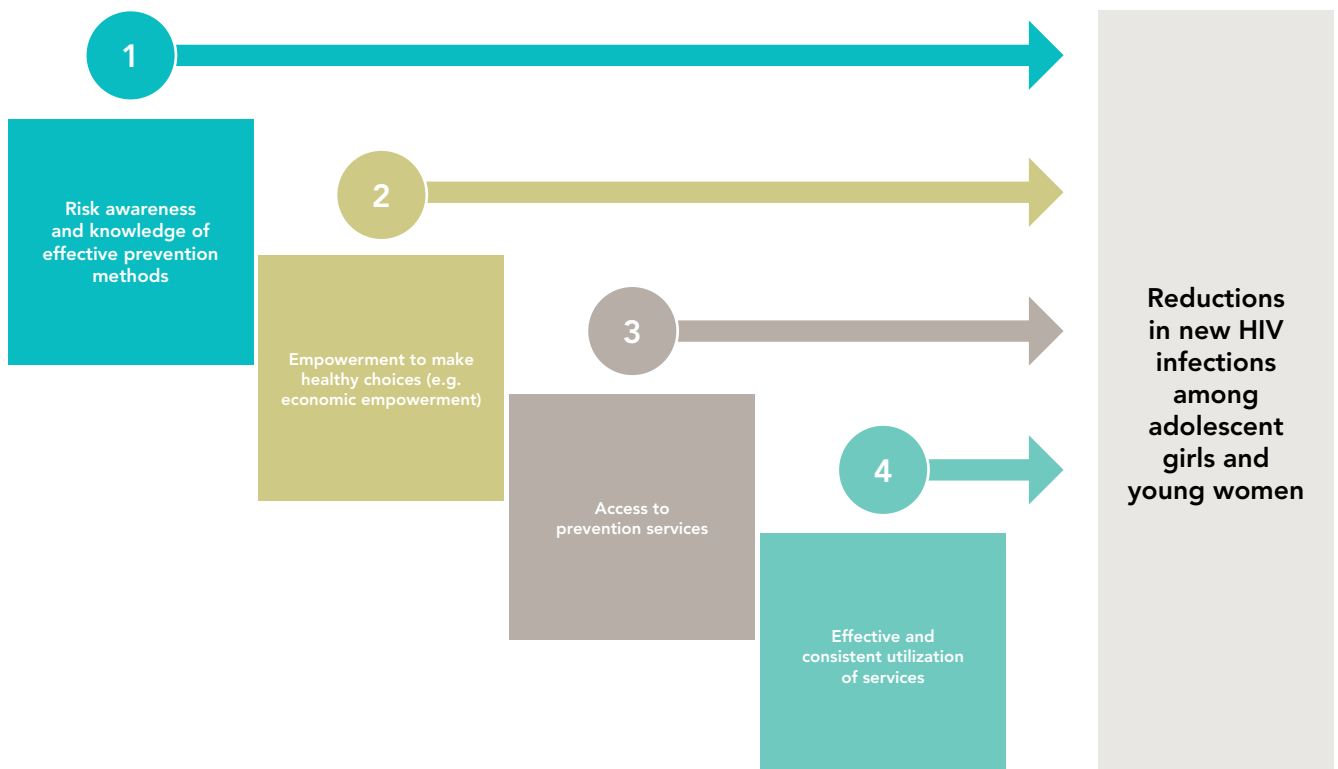 1
Risk awareness
and knowledge of
effective prevention
methods
2
Empowerment to make
healthy choices (e.g.
economic empowerment)
3
Access to
prevention services
4
Effective and
consistent utilization
of services
Reductions
in new HIV
infections
among
adolescent
girls and
young women